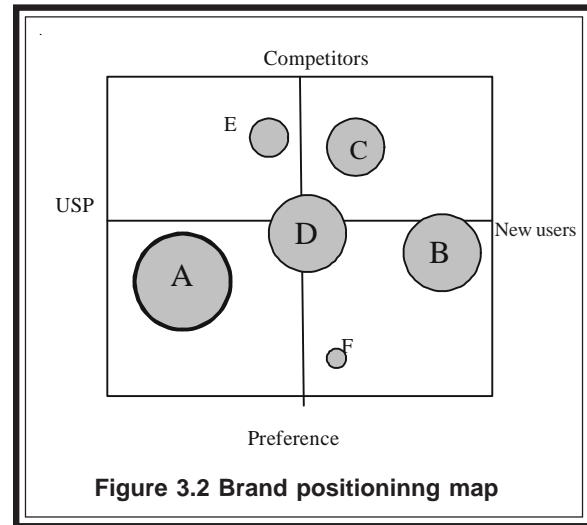 Competitors
E
C
USP
New users
D
B
A
F
Preference
Figure 3.2 Brand positioninng map